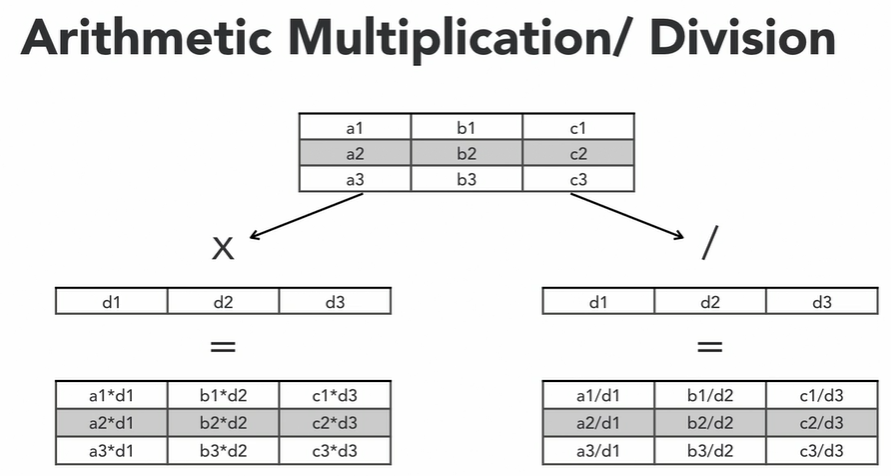 Arithmetic Multiplication/ Division
a1 b1 c1
a2 b2 c2
a3 b3 c3
x /
d1 d2 d3 d1 d2 d3
= =
a1*d1 b1*d2 c1*d3 a1/d1 b1/d2 c1/d3
a2*d1 b2*d2 c2*d3 a2/d1 b2/d2 c2/d3
a3*d1 b3*d2 c3*d3 a3/d1 b3/d2 c3/d3